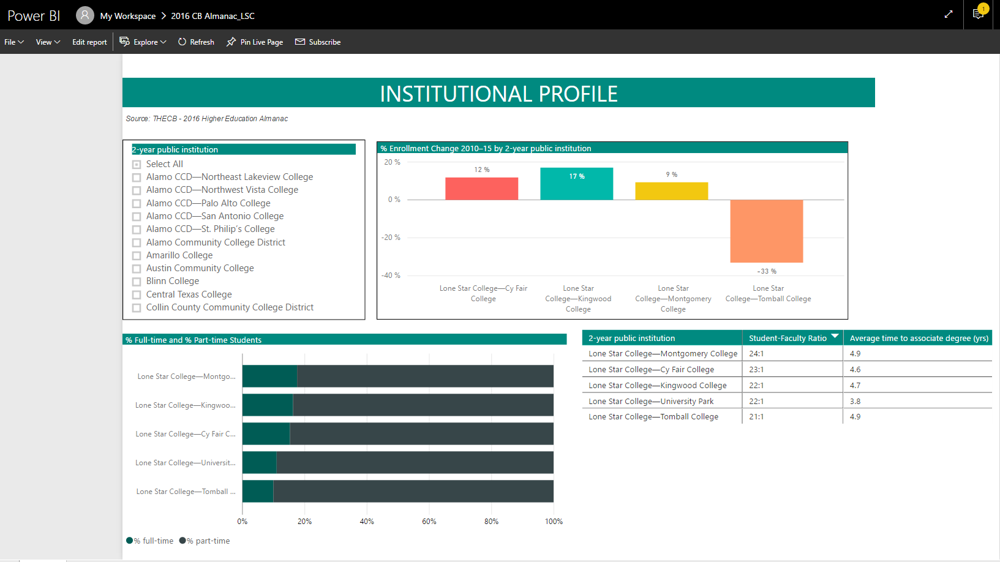 Power BI
My Workspace > 2016 CB Almanac_LSC
1
File
View
Edit report
Explore
Refresh
Pin Live Page
Subscribe
INSTITUTIONAL PROFILE
Source: THECB - 2016 Higher Education Almanac
2-year public institution
Select All
Alamo CCD—Northeast Lakeview College
Alamo CCD—Northwest Vista College
Alamo CCD—Palo Alto College
Alamo CCD—San Antonio College
Alamo CCD—St. Philip’s College
Alamo Community College District
Amarillo College
Austin Community College
Blinn College
Central Texas College
Collin County Community College District
% Enrollment Change 2010–15 by 2-year public institution
20 %
0 %
-20 %
-40 %
12 %
17 %
9 %
-33 %
Lone Star College—Cy Fair
College
Lone Star
College—Kingwood
College
Lone Star
College—Montgomery
College
Lone Star
College—Tomball College
% Full-time and % Part-time Students
Lone Star College—Montgo...
Lone Star College—Kingwoo...
Lone Star College—Cy Fair C...
Lone Star College—Universit...
Lone Star College—Tomball ...
0% 20% 40% 60% 80% 100%
% full-time % part-time
2-year public institution Student-Faculty Ratio Average time to associate degree (yrs)
Lone Star College—Montgomery College 24:1 4.9
Lone Star College—Cy Fair College 23:1 4.6
Lone Star College—Kingwood College 22:1 4.7
Lone Star College—University Park 22:1 3.8
Lone Star College—Tomball College 21:1 4.9